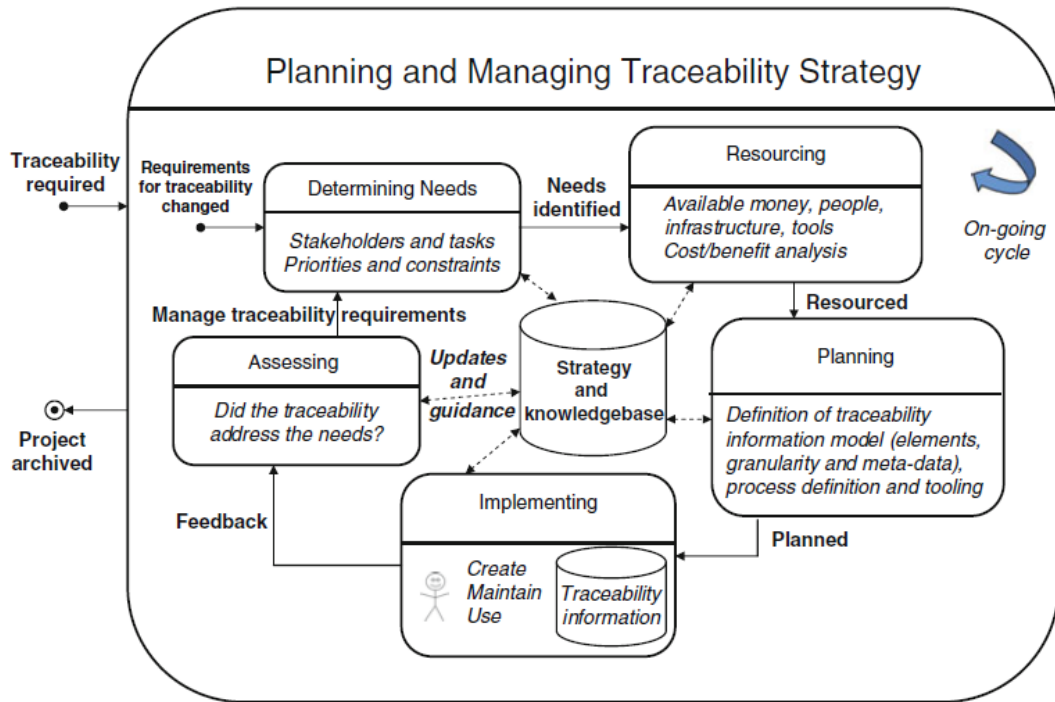 Planning and Managing Traceability Strategy
Traceability
required
Requirements
for traceability
changed
Determining Needs
Stakeholders and tasks
Priorities and constraints
Needs
identified
Resourcing
Available money, people,
infrastructure, tools
Cost/benefit analysis
On-going
cycle
Resourced
Manage traceability requirements
Assessing
Did the traceability
address the needs?
Updates
and
guidance
Strategy
and
knowledgebase
Planning
Definition of traceability
information model (elements,
granularity and meta-data),
process definition and tooling
Project
archived
Feedback
Implementing
Create
Maintain
Use
Traceability
information
Planned